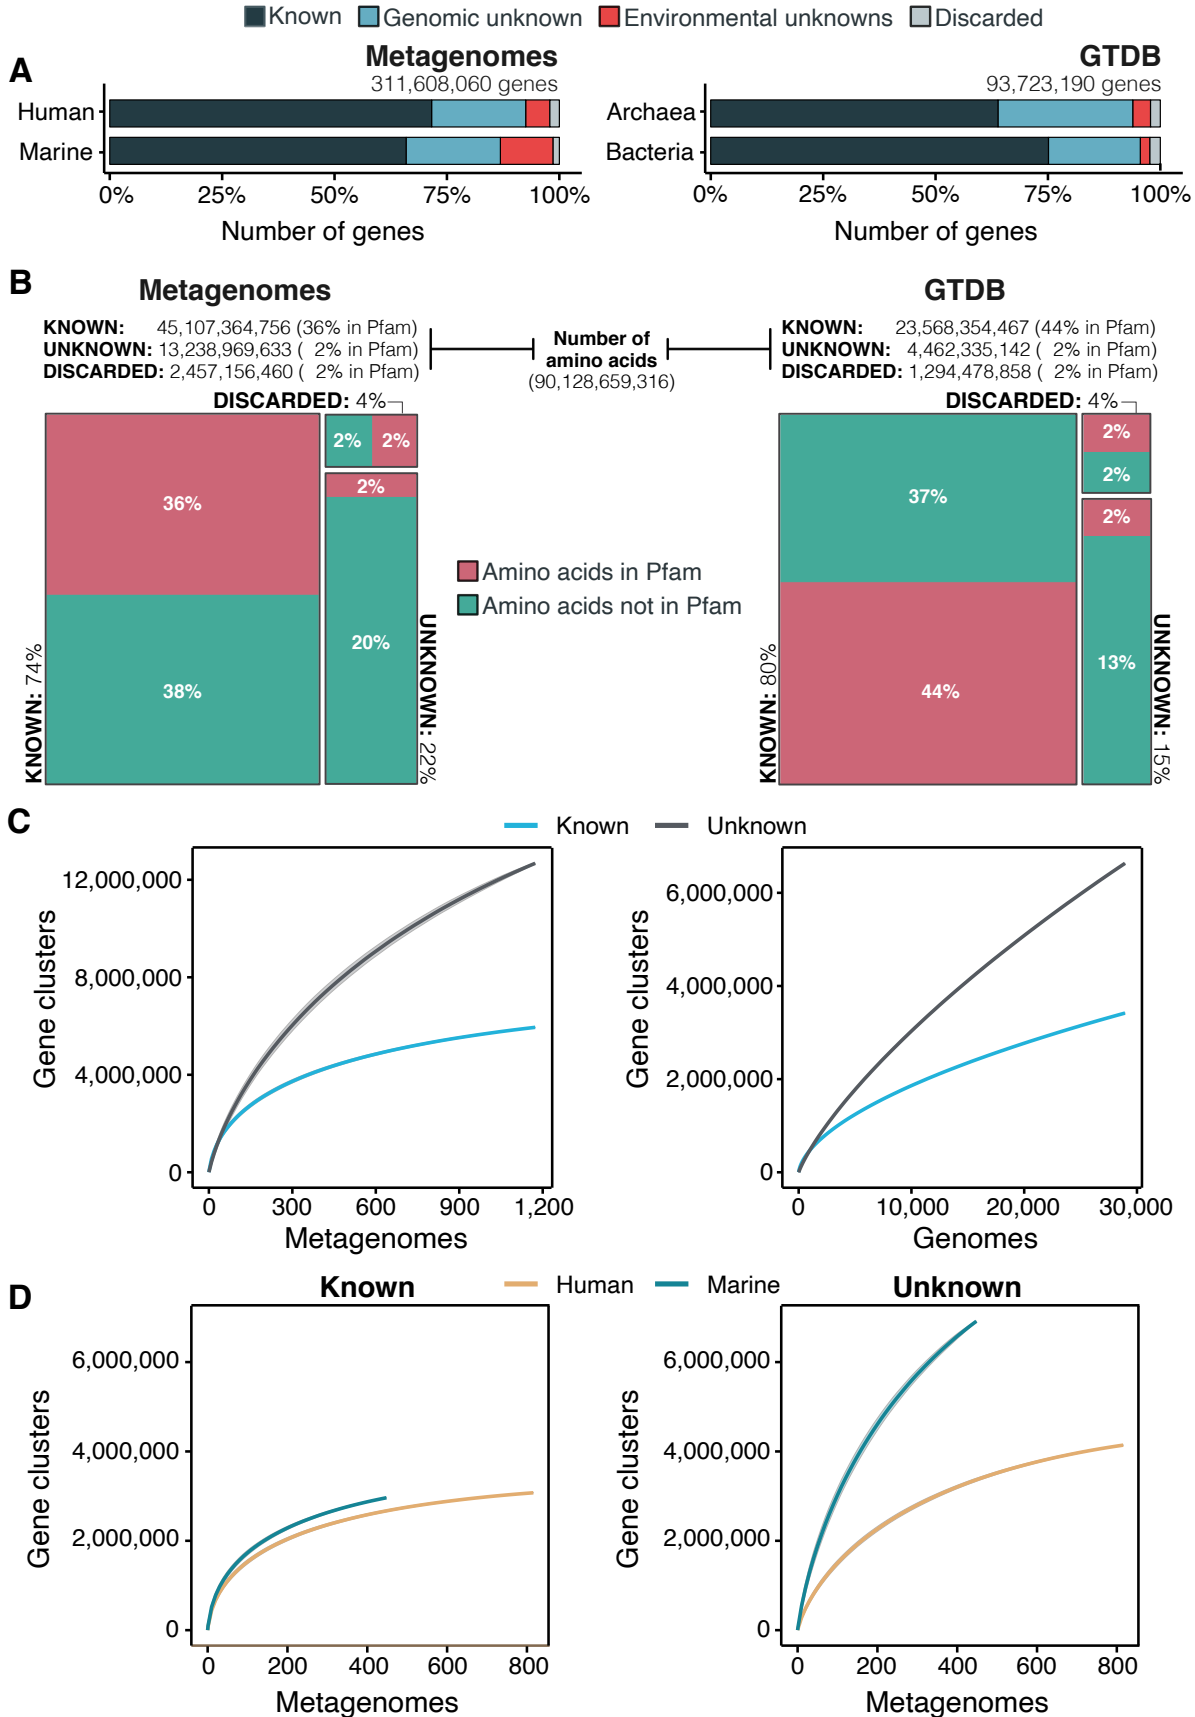 Known Genomic unknown Environmental unknowns Discarded
A
Metagenomes
311,608,060 genes
Human
Marine
0% 25% 50% 75% 100%
Number of genes
GTDB
93,723,190 genes
Archaea
Bacteria
0% 25% 50% 75% 100%
Number of genes
B
Metagenomes
KNOWN: 45,107,364,756 (36% in Pfam)
UNKNOWN: 13,238,969,633 ( 2% in Pfam)
DISCARDED: 2,457,156,460 ( 2% in Pfam)
Number of
amino acids
(90,128,659,316)
GTDB
KNOWN: 23,568,354,467 (44% in Pfam)
UNKNOWN: 4,462,335,142 ( 2% in Pfam)
DISCARDED: 1,294,478,858 ( 2% in Pfam)
DISCARDED: 4%
2% 2%
2%
36%
20%
38%
KNOWN: 74%
UNKNOWN: 22%
Amino acids in Pfam
Amino acids not in Pfam
DISCARDED: 4%
2%
2%
2%
37%
13%
44%
KNOWN: 80%
UNKNOWN: 15%
C
Known Unknown
Gene clusters
12,000,000
8,000,000
4,000,000
0
0 300 600 900 1,200
Metagenomes
Gene clusters
6,000,000
4,000,000
2,000,000
0
0 10,000 20,000 30,000
Genomes
D
Human Marine
Known
Gene clusters
6,000,000
4,000,000
2,000,000
0
0 200 400 600 800
Metagenomes
Unknown
Gene clusters
6,000,000
4,000,000
2,000,000
0
0 200 400 600 800
Metagenomes